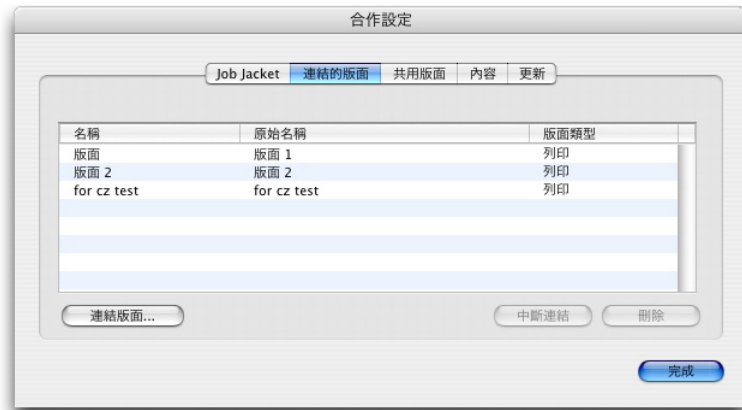 合作設定
Job Jacket 連結的版面 共用版面 內容 更新
名稱 原始名稱 版面類型
版面 版面 1 列印
版面 2 版面 2 列印
for cz test for cz test 列印
連結版面... 中斷連結 刪除
完成